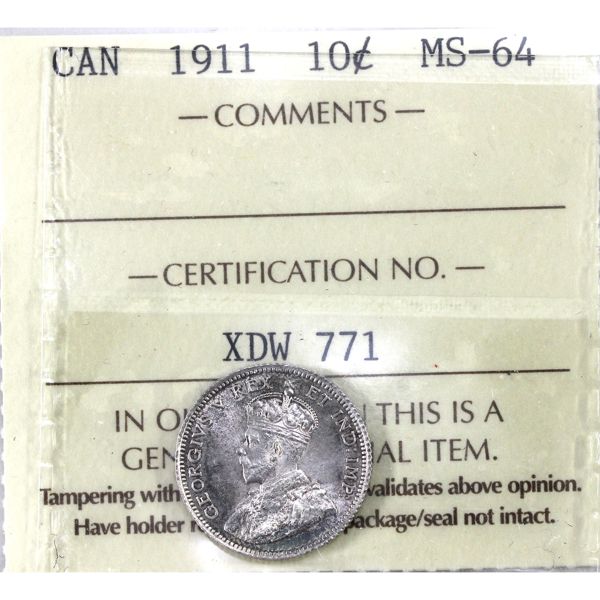 CAN 1911 10¢ MS-64
— COMMENTS —
— CERTIFICATION NO. —
XDW 771
IN THIS IS A
ITEM.
Tampering with above opinion.
Have holder package/seal not intact.
GEORGIVS V REX ET IND: IMP: